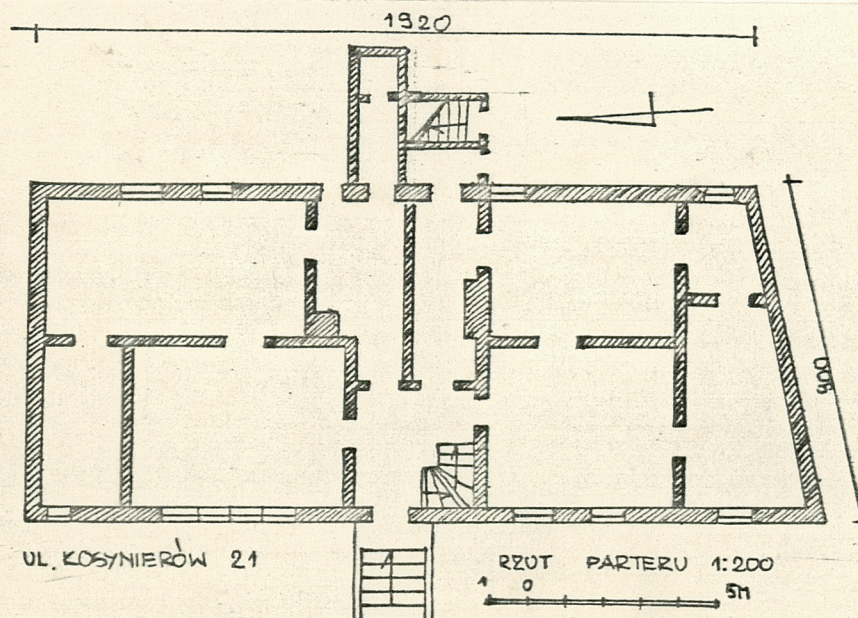 1920
900
UL. KOSYNIERÓW 21
RZUT PARTERU 1:200
1 0 5M